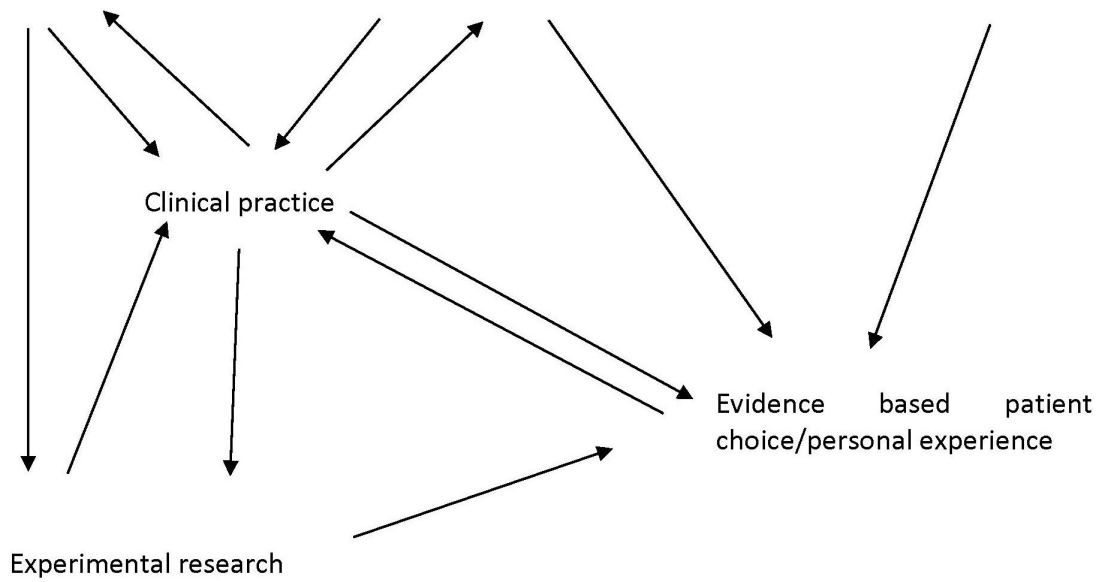 Clinical practice
Evidence based patient
choice/personal experience
Experimental research